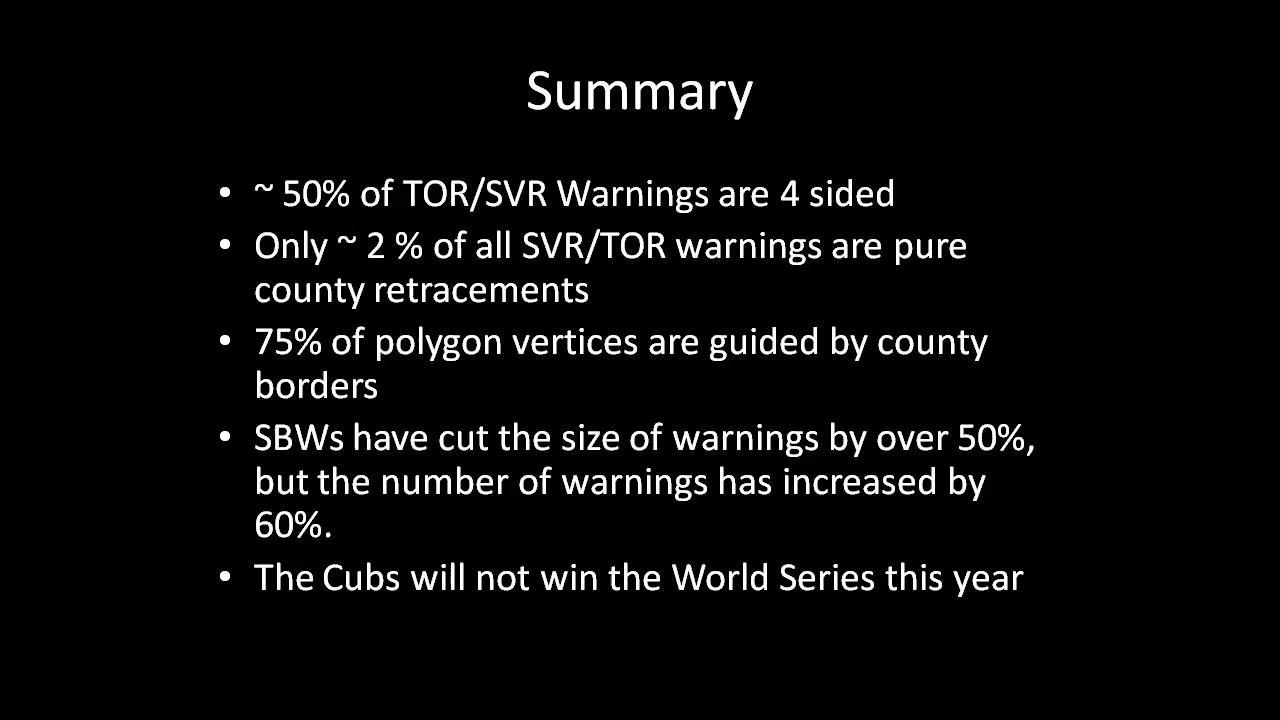 Summary
• ~ 50% of TOR/SVR Warnings are 4 sided
• Only ~ 2 % of all SVR/TOR warnings are pure
county retracements
• 75% of polygon vertices are guided by county
borders
• SBWs have cut the size of warnings by over 50%,
but the number of warnings has increased by
60%.
• The Cubs will not win the World Series this year